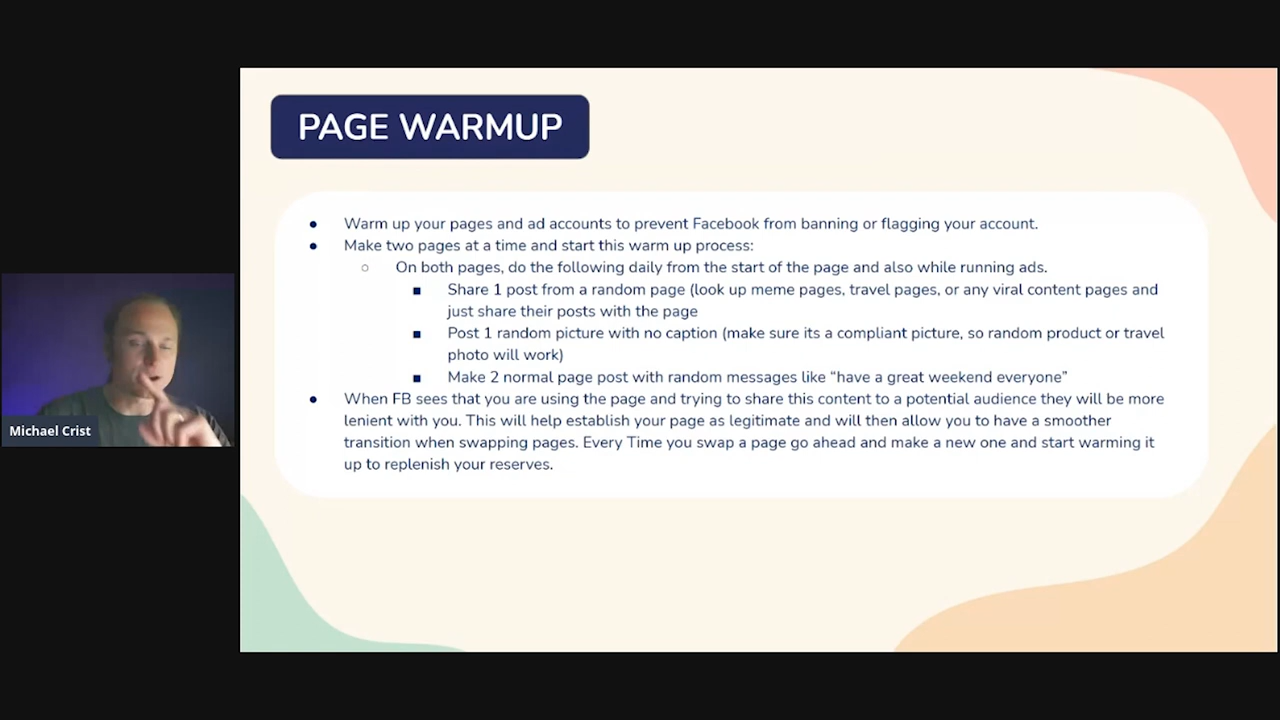 PAGE WARMUP
● Warm up your pages and ad accounts to prevent Facebook from banning or flagging your account.
● Make two pages at a time and start this warm up process:
○ On both pages, do the following daily from the start of the page and also while running ads.
■ Share 1 post from a random page (look up meme pages, travel pages, or any viral content pages and
just share their posts with the page
■ Post 1 random picture with no caption (make sure its a compliant picture, so random product or travel
photo will work)
■ Make 2 normal page post with random messages like “have a great weekend everyone”
● When FB sees that you are using the page and trying to share this content to a potential audience they will be more
lenient with you. This will help establish your page as legitimate and will then allow you to have a smoother
transition when swapping pages. Every Time you swap a page go ahead and make a new one and start warming it
up to replenish your reserves.
Michael Crist